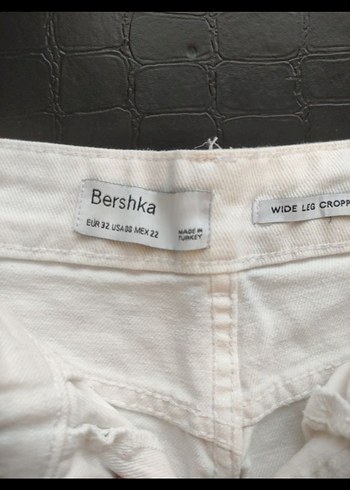 Bershka
EUR 32 USA 00 MEX 22
MADE IN
TURKEY
WIDE LEG CROPP